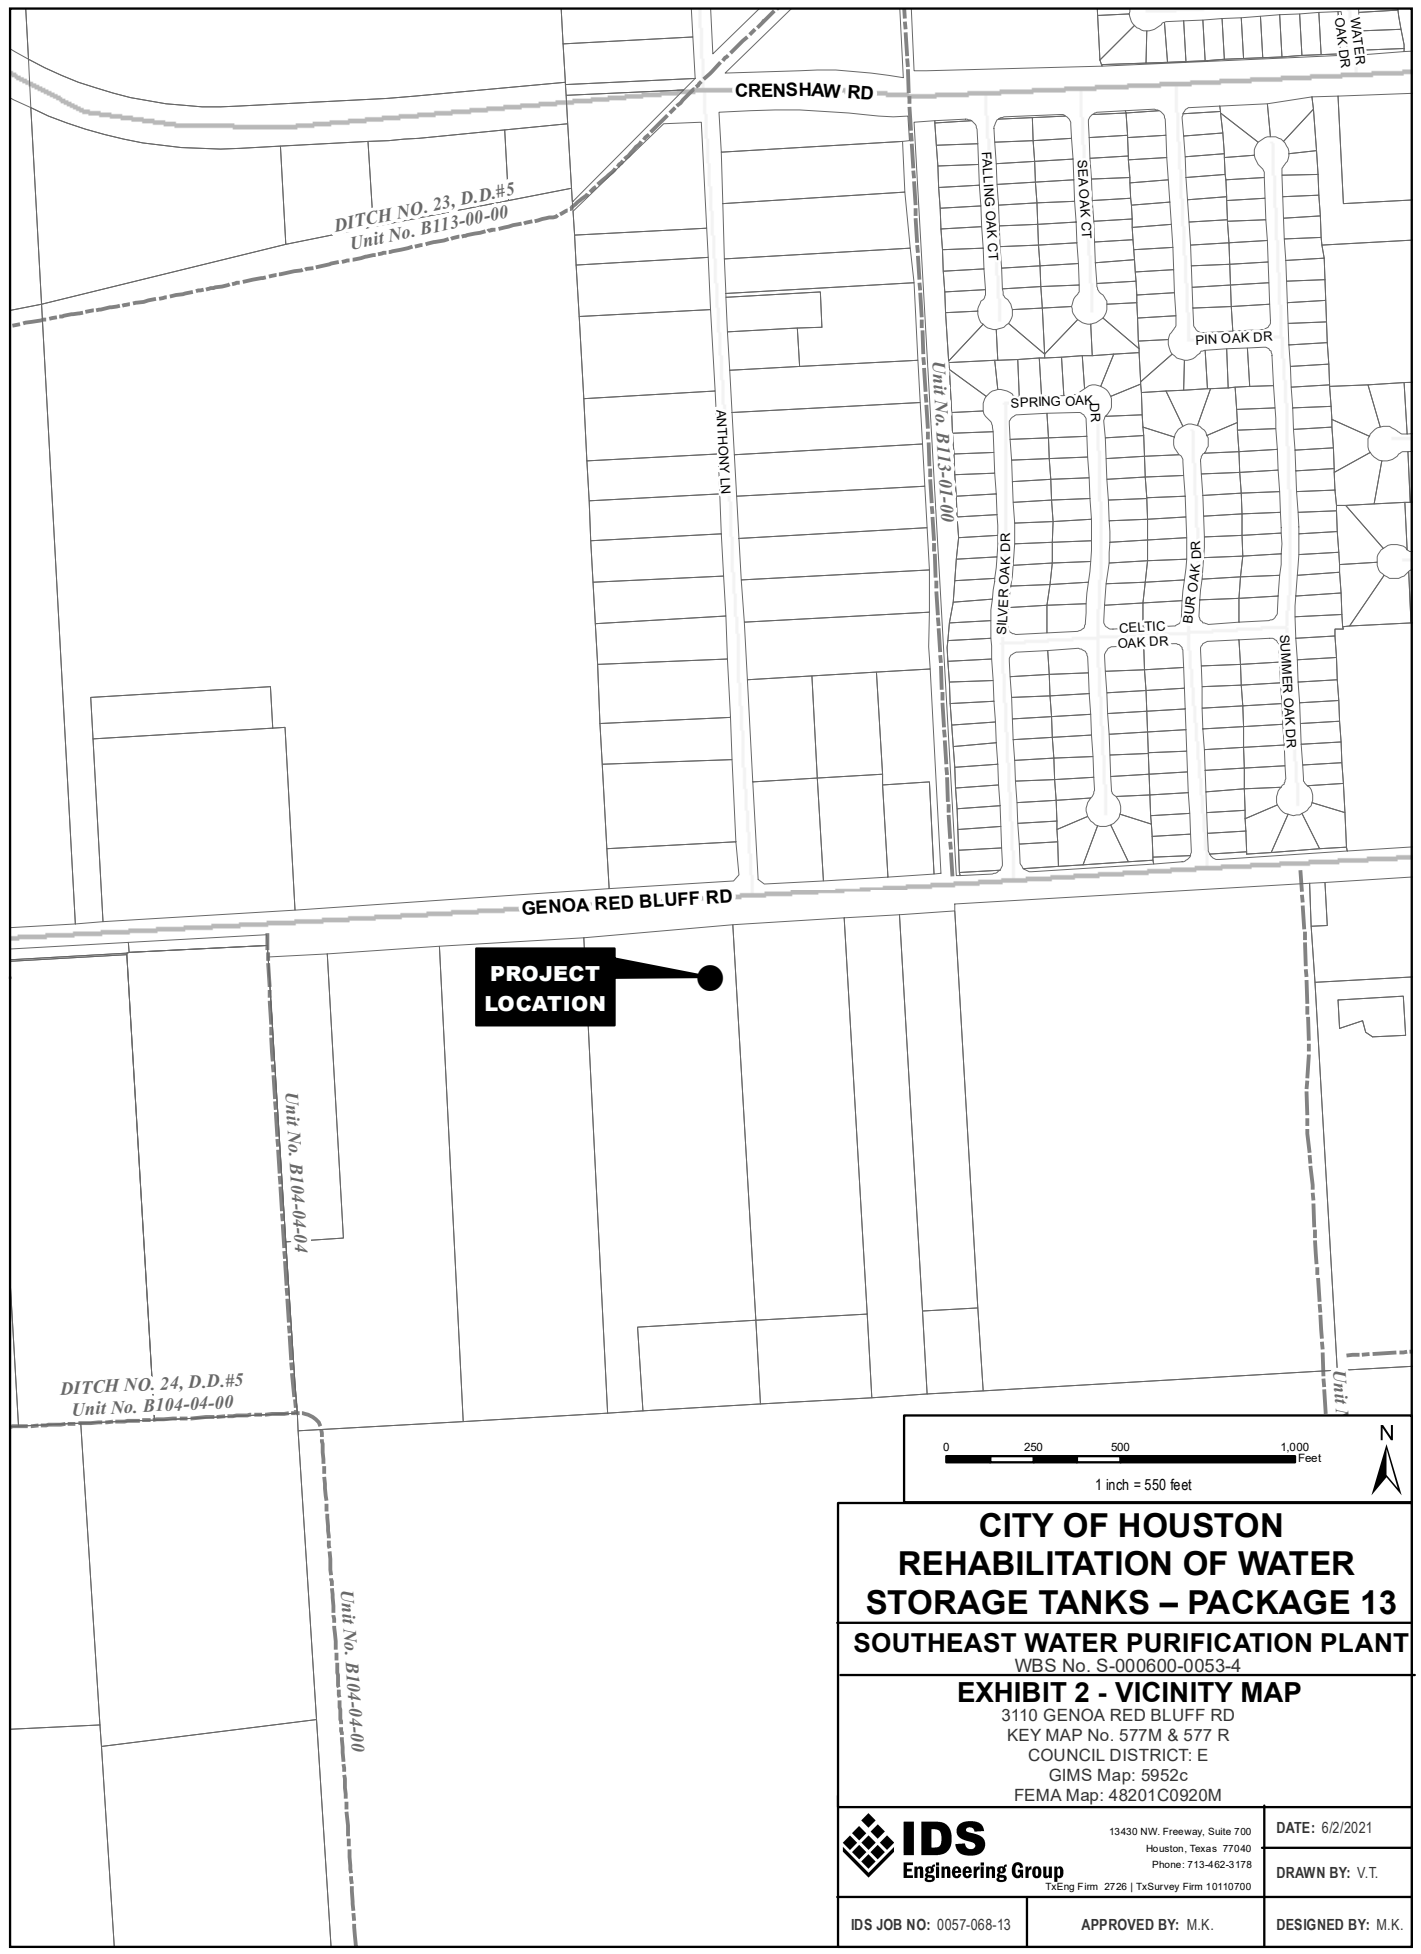 WATER
OAK DR
CRENSHAW RD
FALLING OAK CT
SEA OAK CT
DITCH NO. 23, D.D.#5
Unit No. B113-00-00
PIN OAK DR
SPRING OAK
DR
Unit No. B113-01-00
ANTHONY LN
SILVER OAK DR
BUR OAK DR
CELTIC
OAK DR
SUMMER OAK DR
GENOA RED BLUFF RD
PROJECT
LOCATION
Unit No. B104-04-04
DITCH NO. 24, D.D.#5
Unit No. B104-04-00
Unit
Unit No. B104-04-00
0 250 500 1,000
Feet
1 inch = 550 feet
N
CITY OF HOUSTON
REHABILITATION OF WATER
STORAGE TANKS – PACKAGE 13
SOUTHEAST WATER PURIFICATION PLANT
WBS No. S-000600-0053-4
EXHIBIT 2 - VICINITY MAP
3110 GENOA RED BLUFF RD
KEY MAP No. 577M & 577 R
COUNCIL DISTRICT: E
GIMS Map: 5952c
FEMA Map: 48201C0920M
IDS
Engineering Group
13430 NW. Freeway, Suite 700
Houston, Texas 77040
Phone: 713-462-3178
TxEng Firm 2726 | TxSurvey Firm 10110700
DATE: 6/2/2021
DRAWN BY: V.T.
IDS JOB NO: 0057-068-13
APPROVED BY: M.K.
DESIGNED BY: M.K.